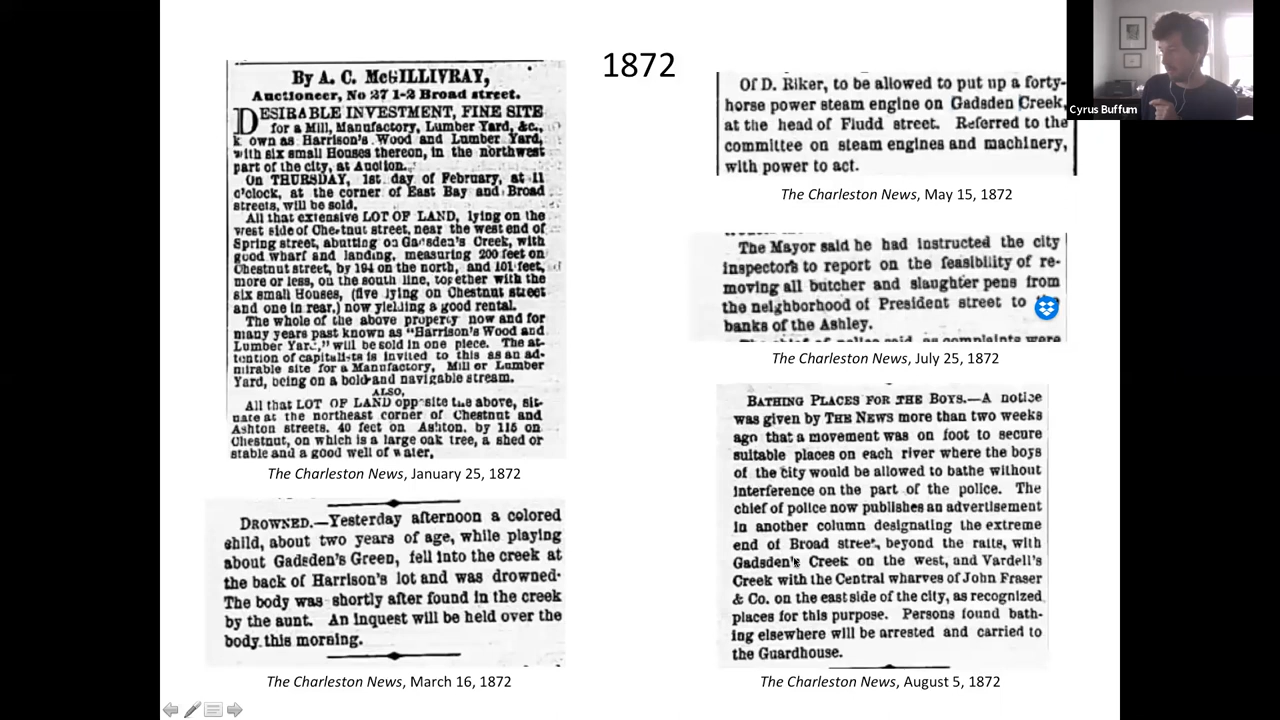 1872
By A. C. McGILLIVRAY,
Auctioneer, No 27 1-2 Broad street.
DESIRABLE INVESTMENT, FINE SITE
for a Mill, Manufactory, Lumber Yard, &c.,
k own as Harrison's Wood and Lumber Yard,
with six small Houses thereon, in the northwest
part of the city, at Auction.
On THURSDAY, 1st day of February, at 11
o'clock, at the corner of East Bay and Broad
streets, will be sold,
All that extensive LOT OF LAND, lying on the
west side of Chestnut street, near the west end of
Spring street, abutting on Gadsden's Creek, with
good wharf and landing, measuring 200 feet on
Chestnut street, by 194 on the north, and 101 feet,
more or less, on the south line, together with the
six small Houses, (five lying on Chestnut street
and one in rear,) now yielding a good rental.
The whole of the above property now and for
many years past known as "Harrison's Wood and
Lumber Yard," will be sold in one piece. The at-
tention of capitalists is invited to this as an ad-
mirable site for a Manufactory, Mill or Lumber
Yard, being on a bold and navigable stream.
ALSO,
All that LOT OF LAND opposite the above, sit-
uate at the northeast corner of Chestnut and
Ashton streets, 40 feet on Ashton, by 115 on
Chestnut, on which is a large oak tree, a shed or
stable and a good well of water,
The Charleston News, January 25, 1872
DROWNED.—Yesterday afternoon a colored
child, about two years of age, while playing
about Gadsden's Green, fell into the creek at
the back of Harrison's lot and was drowned.
The body was shortly after found in the creek
by the aunt. An inquest will be held over the
body this morning.
The Charleston News, March 16, 1872
Of D. Riker, to be allowed to put up a forty-
horse power steam engine on Gadsden Creek,
at the head of Fludd street. Referred to the
committee on steam engines and machinery,
with power to act.
The Charleston News, May 15, 1872
The Mayor said he had instructed the city
inspectors to report on the feasibility of re-
moving all butcher and slaughter pens from
the neighborhood of President street to
banks of the Ashley.
The Charleston News, July 25, 1872
BATHING PLACES FOR THE BOYS.—A notice
was given by THE NEWS more than two weeks
ago that a movement was on foot to secure
suitable places on each river where the boys
of the city would be allowed to bathe without
interference on the part of the police. The
chief of police now publishes an advertisement
in another column designating the extreme
end of Broad street, beyond the rafts, with
Gadsden's Creek on the west, and Vardell's
Creek with the Central wharves of John Fraser
& Co. on the east side of the city, as recognized
places for this purpose. Persons found bath-
ing elsewhere will be arrested and carried to
the Guardhouse.
The Charleston News, August 5, 1872
Cyrus Buffum